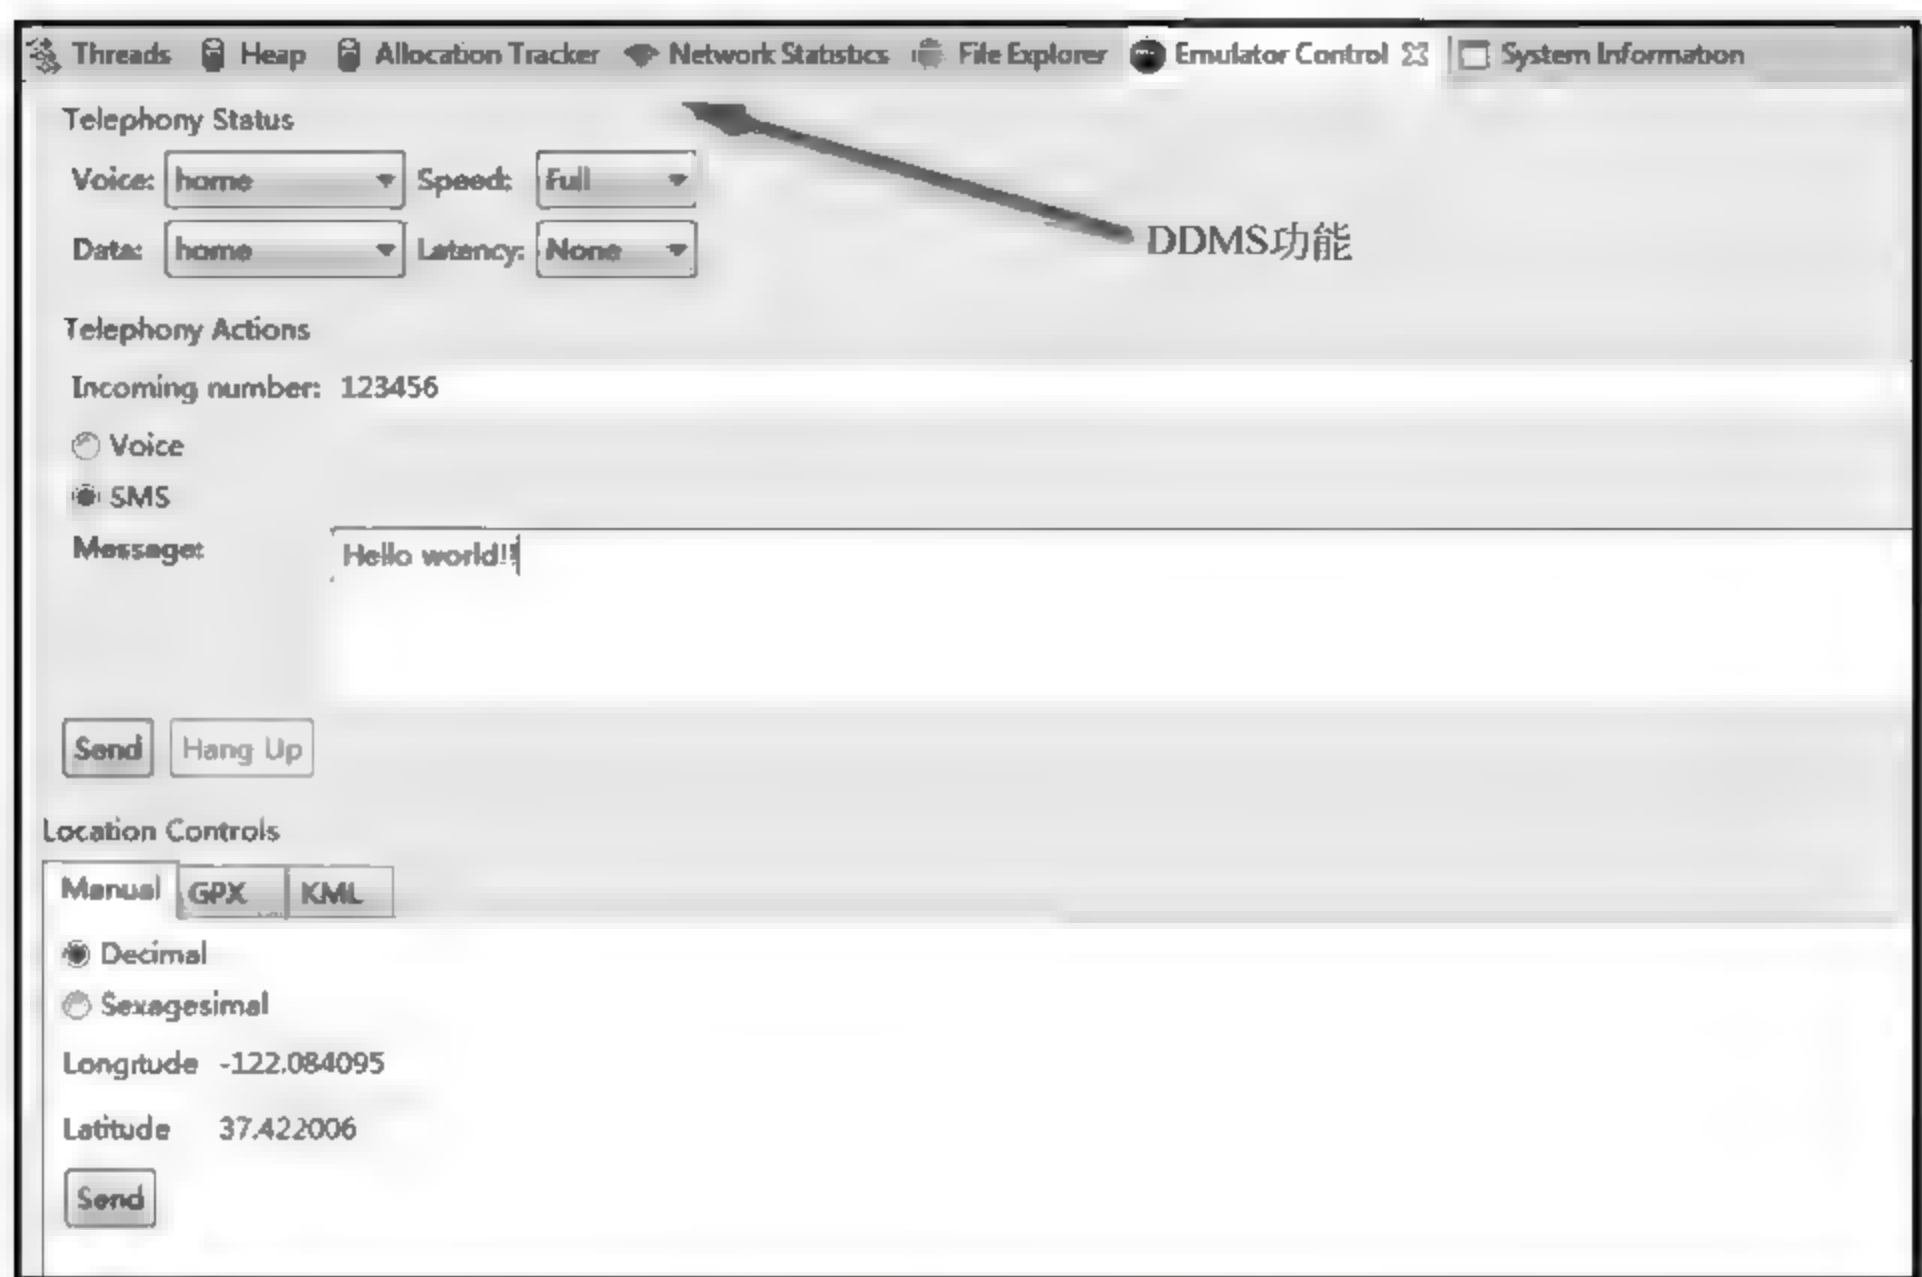 Threads Heap Allocation Tracker Network Statistics File Explorer Emulator Control System Information
Telephony Status
Voice: home Speed: Full
Data: home Latency: None
DDMS功能
Telephony Actions
Incoming number: 123456
Voice
SMS
Message: Hello world!!
Send Hang Up
Location Controls
Manual GPX KML
Decimal
Sexagesimal
Longitude -122.084095
Latitude 37.422006
Send